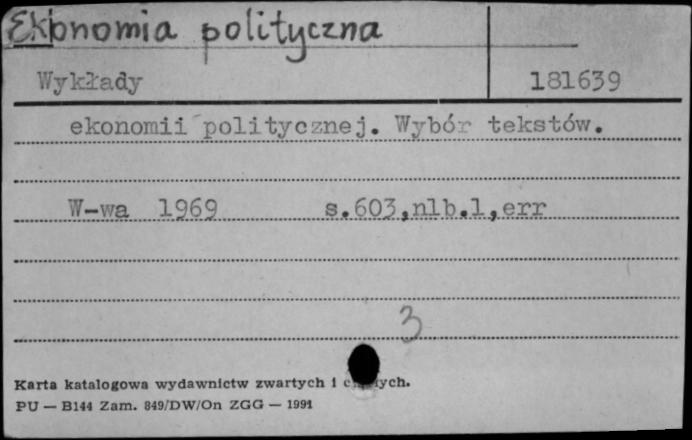 Ekonomia polityczna
Wykłady 181639
ekonomii politycznej. Wybór tekstów.
W-wa 1969 s.603,nlb.1,err
3
Karta katalogowa wydawnictw zwartych i
PU — B144 Zam. 849/DW/On ZGG — 1991